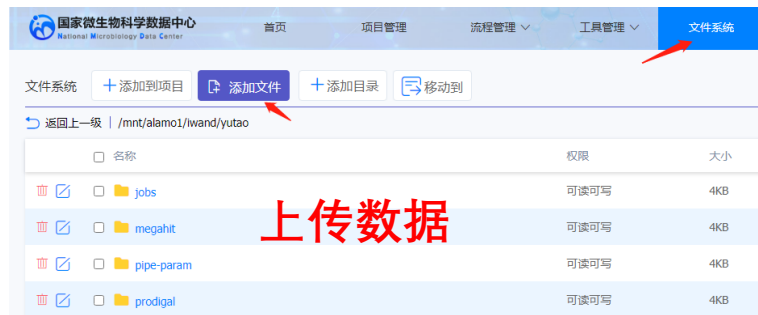 国家微生物科学数据中心
National Microbiology Data Center
首页 项目管理 流程管理 工具管理 文件系统
文件系统 添加到项目 添加文件 添加目录 移动到
返回上一级 | /mnt/alamo1/iwand/yutao
名称 权限 大小
jobs 可读可写 4KB
megahit 可读可写 4KB
上传数据
pipe-param 可读可写 4KB
prodigal 可读可写 4KB